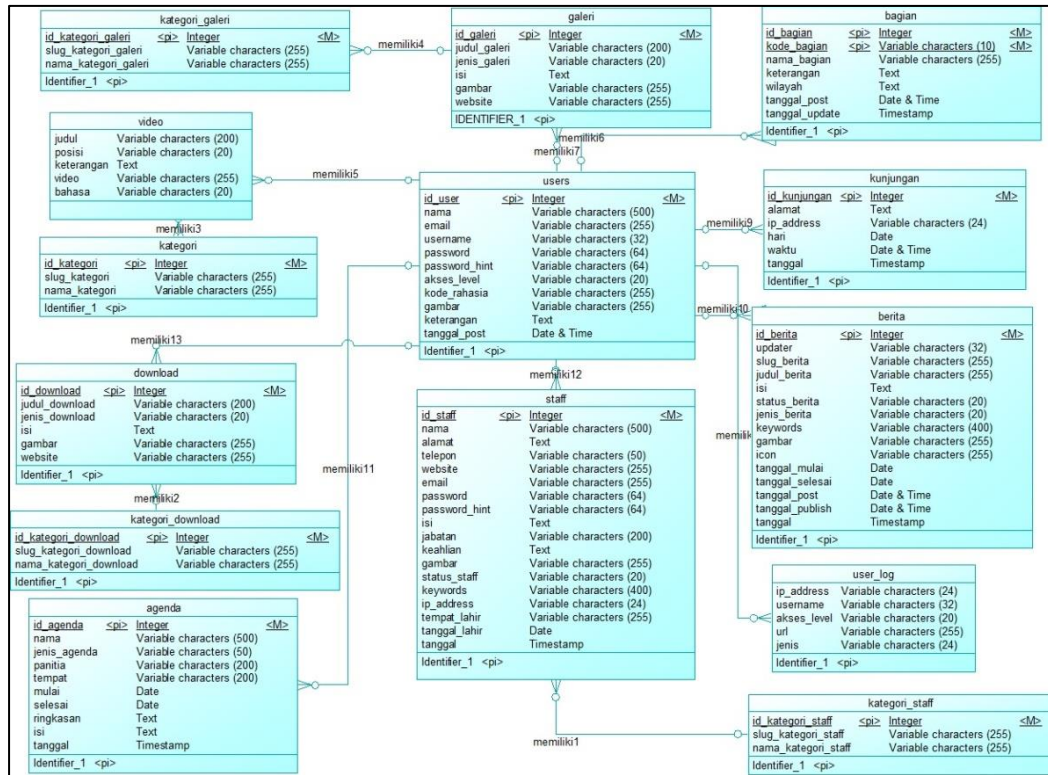 kategori_galeri
id_kategori_galeri <pi> Integer <M>
slug_kategori_galeri Variable characters (255)
nama_kategori_galeri Variable characters (255)
Identifier_1 <pi>
memiliki4
galeri
id_galeri <pi> Integer <M>
judul_galeri Variable characters (200)
jenis_galeri Variable characters (20)
isi Text
gambar Variable characters (255)
website Variable characters (255)
IDENTIFIER_1 <pi>
bagian
id_bagian <pi> Integer <M>
kode_bagian <pi> Variable characters (10) <M>
nama_bagian Variable characters (255)
keterangan Text
wilayah Text
tanggal_post Date & Time
tanggal_update Timestamp
Identifier_1 <pi>
memiliki6
memiliki7
video
judul Variable characters (200)
posisi Variable characters (20)
keterangan Text
video Variable characters (255)
bahasa Variable characters (20)
memiliki5
memiliki3
users
id_user <pi> Integer <M>
nama Variable characters (500)
email Variable characters (255)
username Variable characters (32)
password Variable characters (64)
password_hint Variable characters (64)
akses_level Variable characters (20)
kode_rahasia Variable characters (255)
gambar Variable characters (255)
keterangan Text
tanggal_post Date & Time
Identifier_1 <pi>
memiliki9
kunjungan
id_kunjungan <pi> Integer <M>
alamat Text
ip_address Variable characters (24)
hari Date
waktu Date & Time
tanggal Timestamp
Identifier_1 <pi>
kategori
id_kategori <pi> Integer <M>
slug_kategori Variable characters (255)
nama_kategori Variable characters (255)
Identifier_1 <pi>
memiliki10
memiliki13
berita
id_berita <pi> Integer <M>
updater Variable characters (32)
slug_berita Variable characters (255)
judul_berita Variable characters (255)
isi Text
status_berita Variable characters (20)
jenis_berita Variable characters (20)
keywords Variable characters (400)
gambar Variable characters (255)
icon Variable characters (255)
tanggal_mulai Date
tanggal_selesai Date
tanggal_post Date & Time
tanggal_publish Date & Time
tanggal Timestamp
Identifier_1 <pi>
download
id_download <pi> Integer <M>
judul_download Variable characters (200)
jenis_download Variable characters (20)
isi Text
gambar Variable characters (255)
website Variable characters (255)
Identifier_1 <pi>
memiliki12
memiliki11
staff
id_staff <pi> Integer <M>
nama Variable characters (500)
alamat Text
telepon Variable characters (50)
website Variable characters (255)
email Variable characters (255)
password Variable characters (64)
password_hint Variable characters (64)
isi Text
jabatan Variable characters (200)
keahlian Text
gambar Variable characters (255)
status_staff Variable characters (20)
keywords Variable characters (400)
ip_address Variable characters (24)
tempat_lahir Variable characters (255)
tanggal_lahir Date
tanggal Timestamp
Identifier_1 <pi>
memiliki2
kategori_download
id_kategori_download <pi> Integer <M>
slug_kategori_download Variable characters (255)
nama_kategori_download Variable characters (255)
Identifier_1 <pi>
user_log
ip_address Variable characters (24)
username Variable characters (32)
akses_level Variable characters (20)
url Variable characters (255)
jenis Variable characters (24)
Identifier_1 <pi>
agenda
id_agenda <pi> Integer <M>
nama Variable characters (500)
jenis_agenda Variable characters (50)
panitia Variable characters (200)
tempat Variable characters (200)
mulai Date
selesai Date
ringkasan Text
isi Text
tanggal Timestamp
Identifier_1 <pi>
memiliki1
kategori_staff
id_kategori_staff <pi> Integer <M>
slug_kategori_staff Variable characters (255)
nama_kategori_staff Variable characters (255)
Identifier_1 <pi>